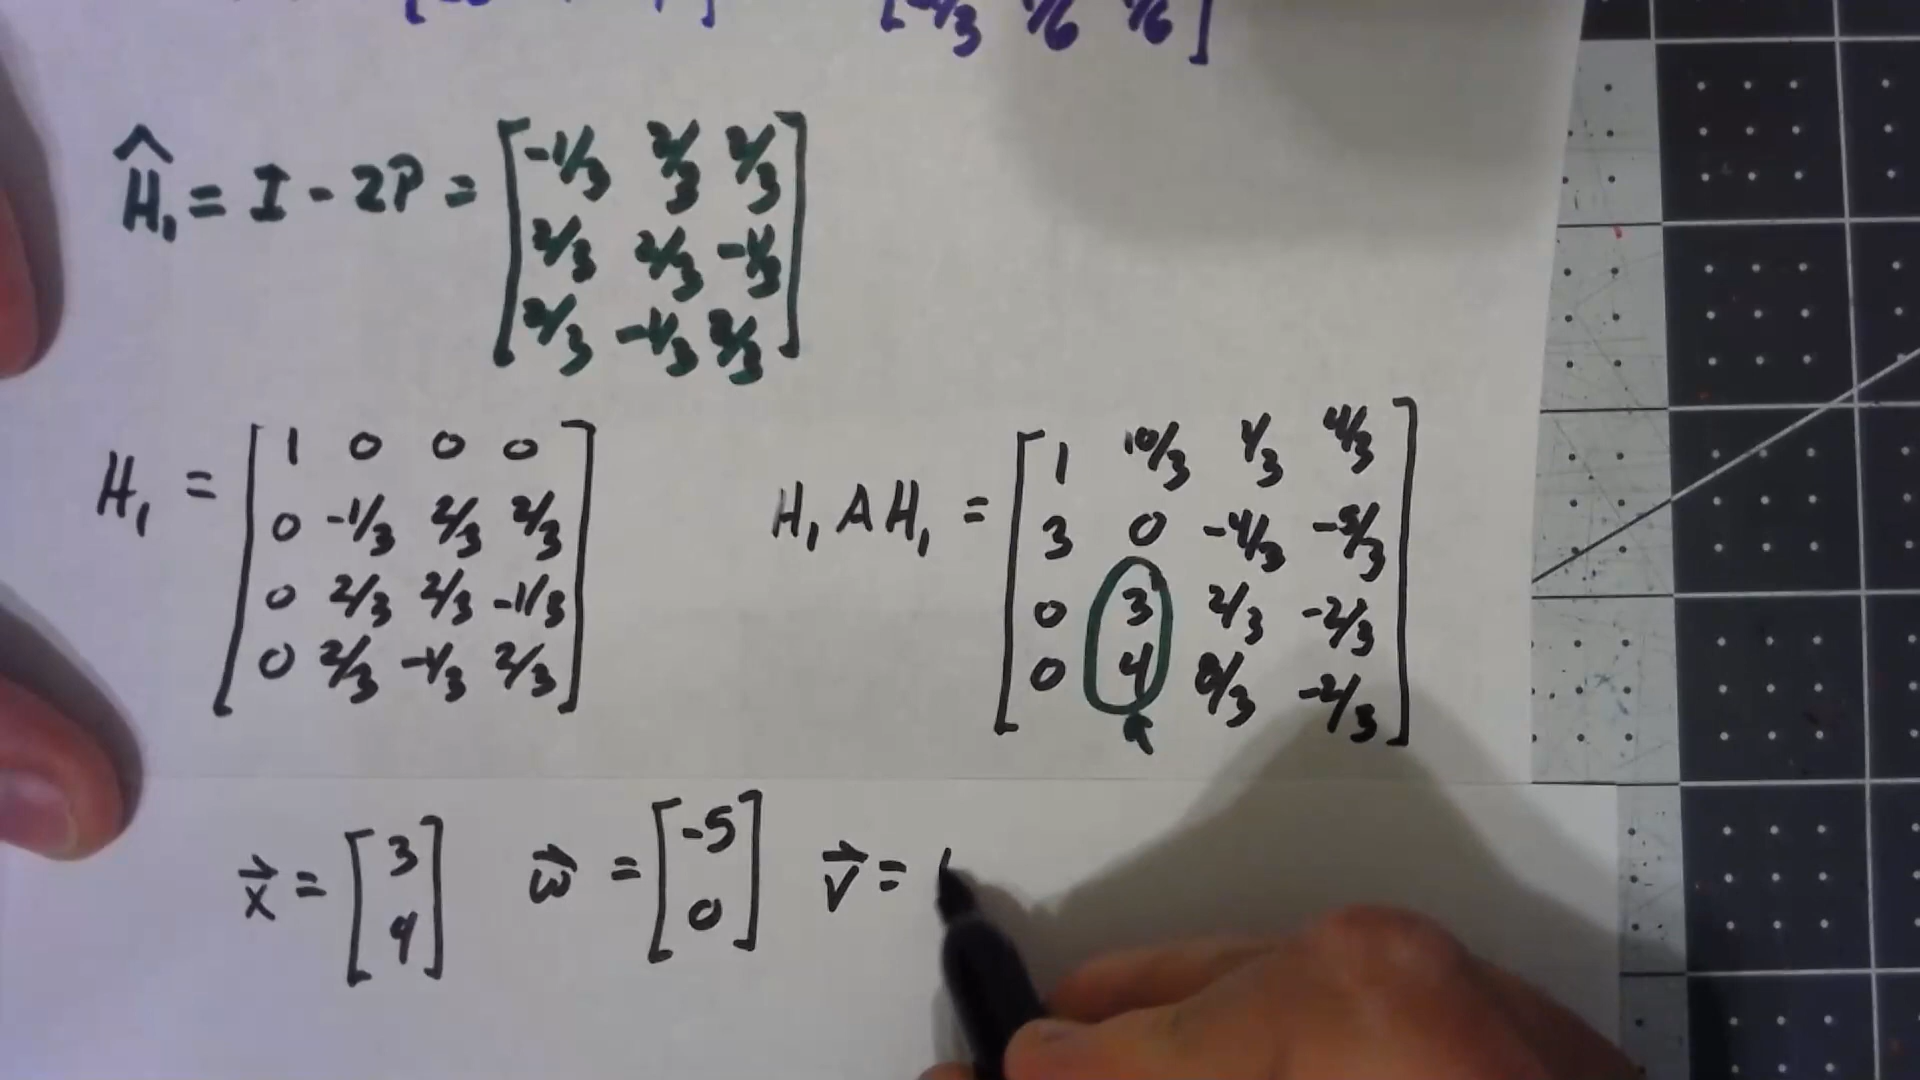 Ĥ₁ = I - 2P = [-1/3 2/3 2/3
2/3 2/3 -1/3
2/3 -1/3 2/3]
H₁ = [1 0 0 0
0 -1/3 2/3 2/3
0 2/3 2/3 -1/3
0 2/3 -1/3 2/3]
H₁AH₁ = [1 10/3 1/3 4/3
3 0 -4/3 -5/3
0 3 2/3 -2/3
0 4 8/3 -2/3]
x⃗ = [3 4] w⃗ = [-5 0] v⃗ =